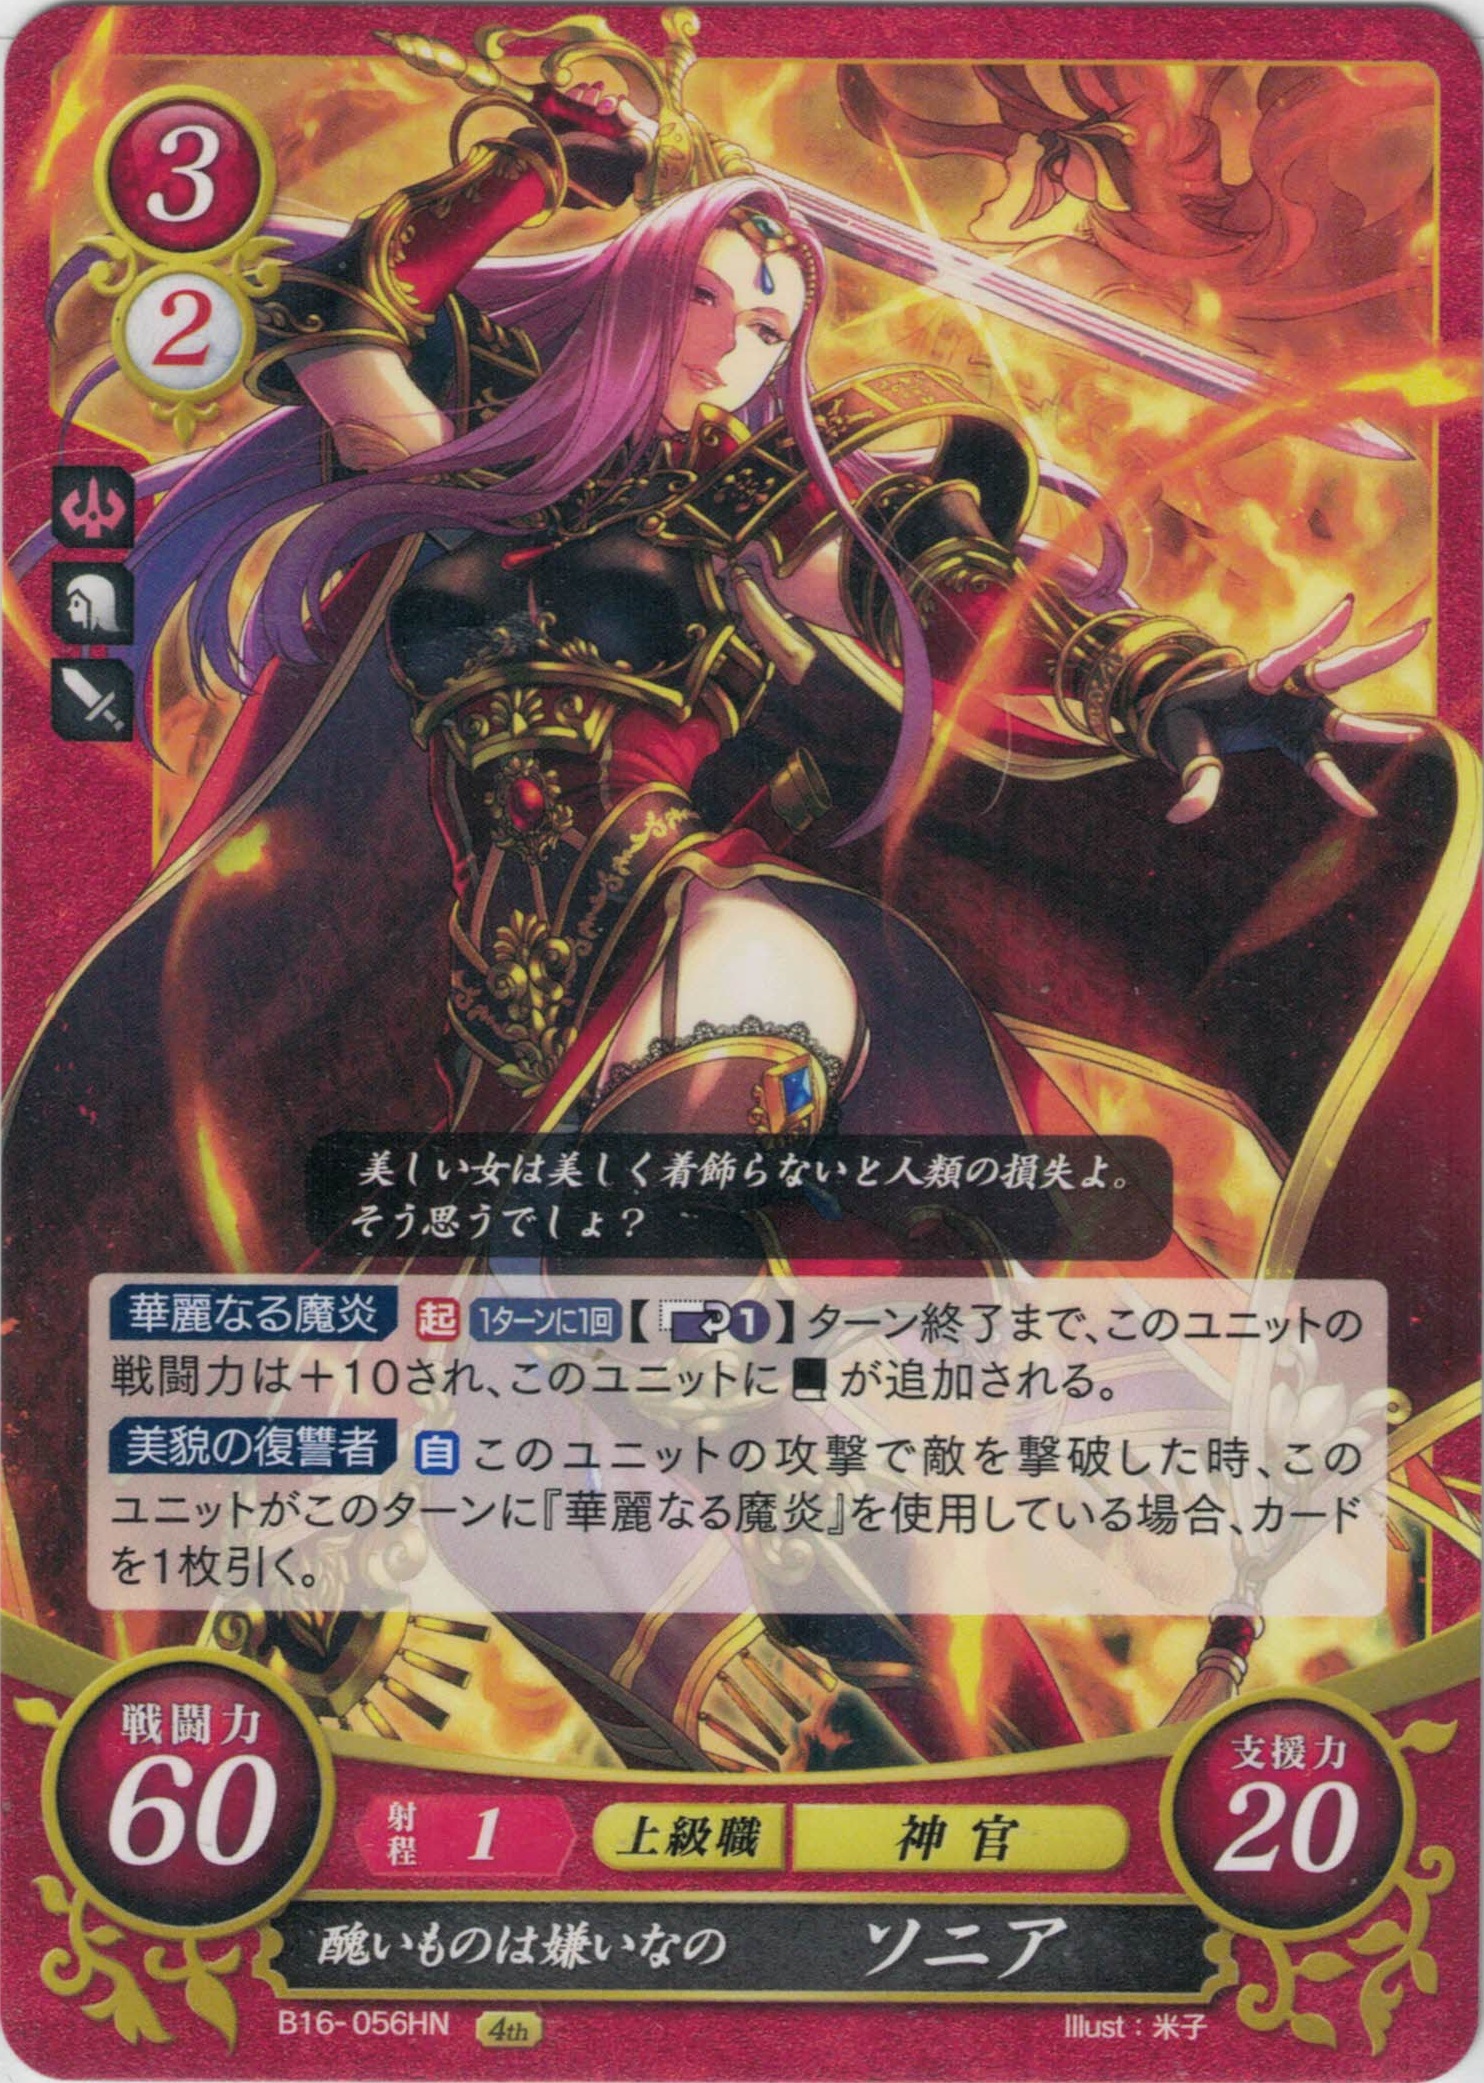 3
2
美しい女は美しく着飾らないと人類の損失よ。
そう思うでしょ？
華麗なる魔炎 起 1ターンに1回【 1】ターン終了まで、このユニットの
戦闘力は＋10され、このユニットに が追加される。
美貌の復讐者 自 このユニットの攻撃で敵を撃破した時、この
ユニットがこのターンに『華麗なる魔炎』を使用している場合、カード
を1枚引く。
戦闘力
60
射程 1
上級職 神官
支援力
20
醜いものは嫌いなの ソニア
B16-056HN 4th
Illust：米子